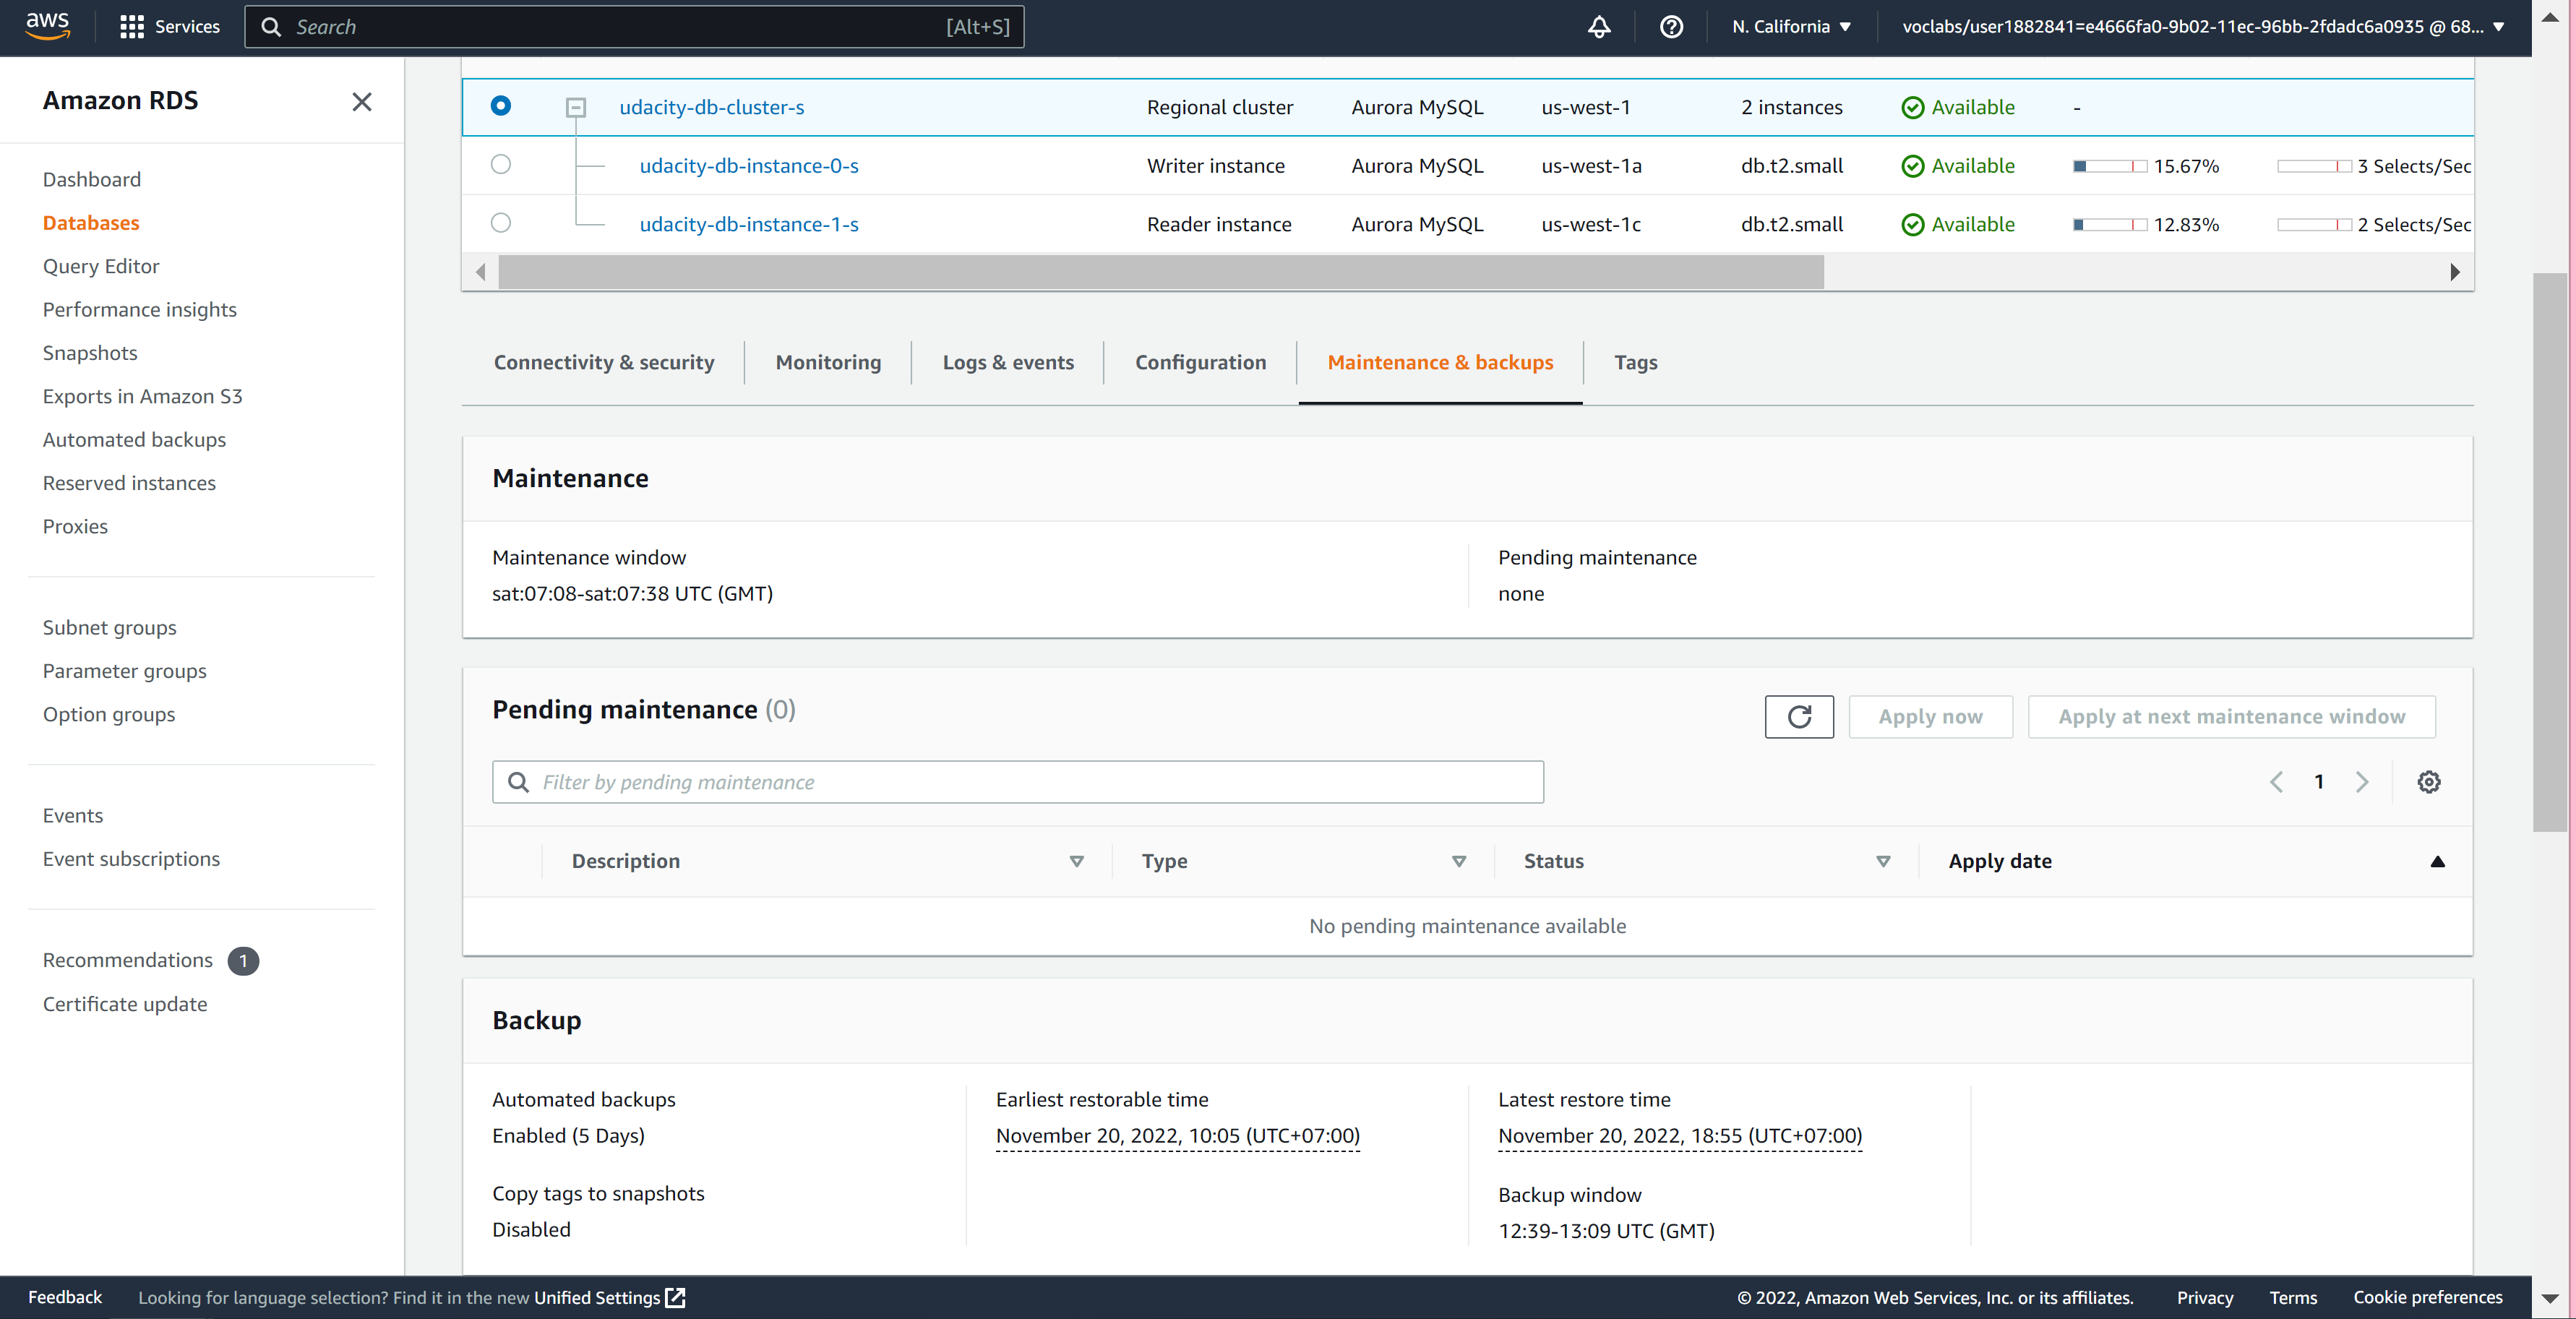 aws
Services
Search
[Alt+S]
N. California
voclabs/user1882841=e4666fa0-9b02-11ec-96bb-2fdadc6a0935 @ 68...
Amazon RDS
Dashboard
Databases
Query Editor
Performance insights
Snapshots
Exports in Amazon S3
Automated backups
Reserved instances
Proxies
Subnet groups
Parameter groups
Option groups
Events
Event subscriptions
Recommendations 1
Certificate update
udacity-db-cluster-s Regional cluster Aurora MySQL us-west-1 2 instances Available -
udacity-db-instance-0-s Writer instance Aurora MySQL us-west-1a db.t2.small Available 15.67% 3 Selects/Sec
udacity-db-instance-1-s Reader instance Aurora MySQL us-west-1c db.t2.small Available 12.83% 2 Selects/Sec
Connectivity & security Monitoring Logs & events Configuration Maintenance & backups Tags
Maintenance
Maintenance window
sat:07:08-sat:07:38 UTC (GMT)
Pending maintenance
none
Pending maintenance (0)
Apply now
Apply at next maintenance window
Filter by pending maintenance
1
Description Type Status Apply date
No pending maintenance available
Backup
Automated backups
Enabled (5 Days)
Copy tags to snapshots
Disabled
Earliest restorable time
November 20, 2022, 10:05 (UTC+07:00)
Latest restore time
November 20, 2022, 18:55 (UTC+07:00)
Backup window
12:39-13:09 UTC (GMT)
Feedback
Looking for language selection? Find it in the new Unified Settings
© 2022, Amazon Web Services, Inc. or its affiliates.
Privacy
Terms
Cookie preferences